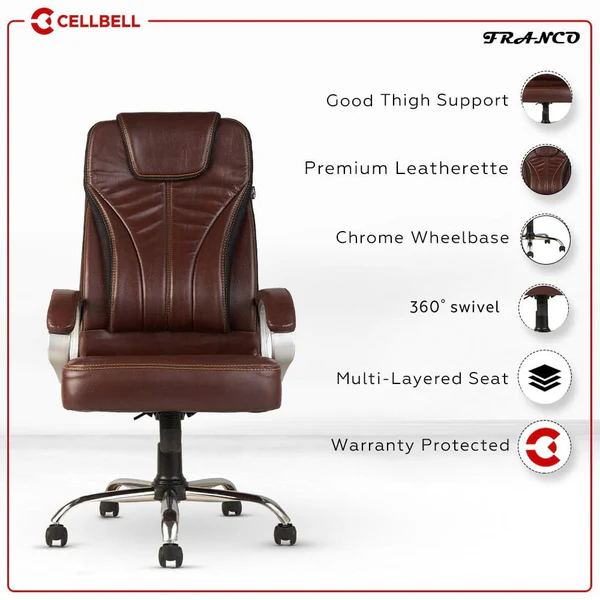 CELLBELL
FRANCO
Good Thigh Support
Premium Leatherette
Chrome Wheelbase
360° swivel
Multi-Layered Seat
Warranty Protected